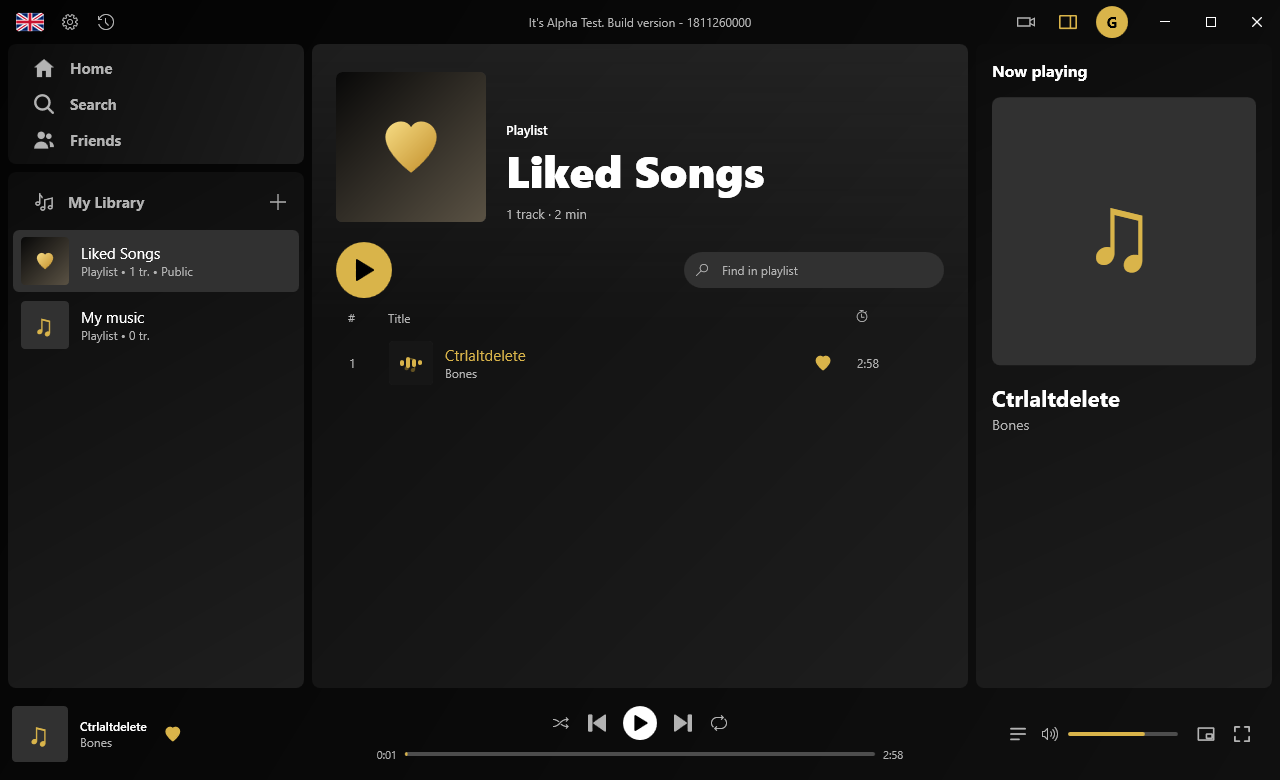 It's Alpha Test. Build version - 1811260000
G
Home
Search
Friends
My Library
Liked Songs
Playlist • 1 tr. • Public
My music
Playlist • 0 tr.
Playlist
Liked Songs
1 track · 2 min
Find in playlist
# Title
1 Ctrlaltdelete 2:58
Bones
Now playing
Ctrlaltdelete
Bones
Ctrlaltdelete
Bones
0:01 2:58